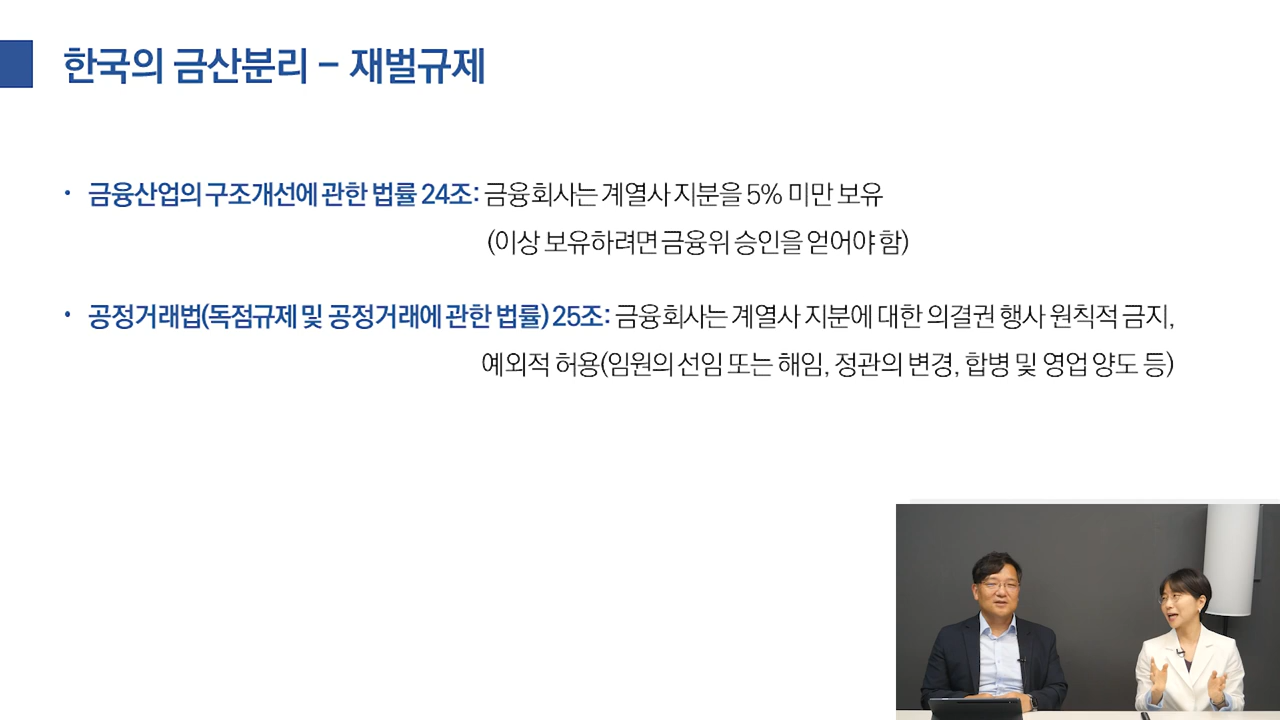 한국의 금산분리 – 재벌규제
• 금융산업의 구조개선에 관한 법률 24조: 금융회사는 계열사 지분을 5% 미만 보유
(이상 보유하려면 금융위 승인을 얻어야 함)
• 공정거래법(독점규제 및 공정거래에 관한 법률) 25조: 금융회사는 계열사 지분에 대한 의결권 행사 원칙적 금지,
예외적 허용(임원의 선임 또는 해임, 정관의 변경, 합병 및 영업 양도 등)